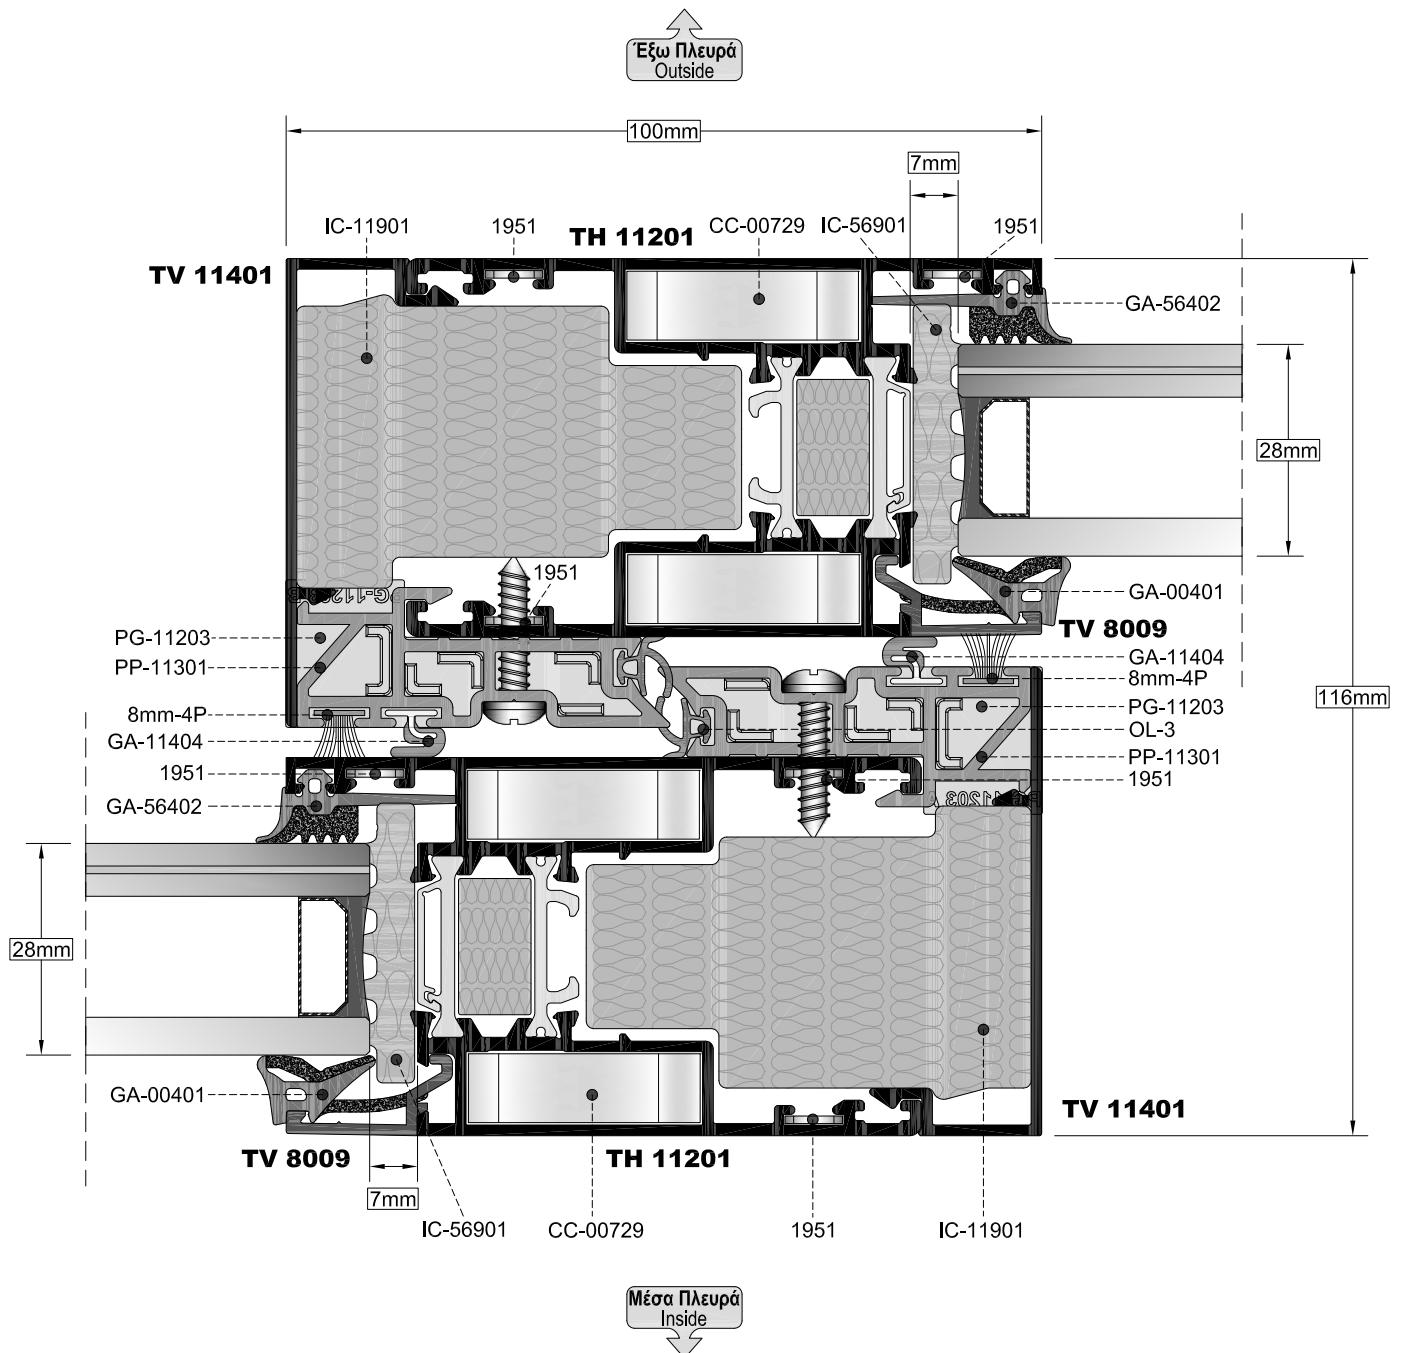 Έξω Πλευρά
Outside
100mm
7mm
IC-11901
1951
TH 11201
CC-00729
IC-56901
1951
TV 11401
GA-56402
28mm
1951
GA-00401
PG-11203
TV 8009
PP-11301
GA-11404
8mm-4P
116mm
8mm-4P
PG-11203
GA-11404
OL-3
PP-11301
1951
1951
GA-56402
28mm
GA-00401
TV 11401
TV 8009
TH 11201
7mm
IC-56901
CC-00729
1951
IC-11901
Μέσα Πλευρά
Inside